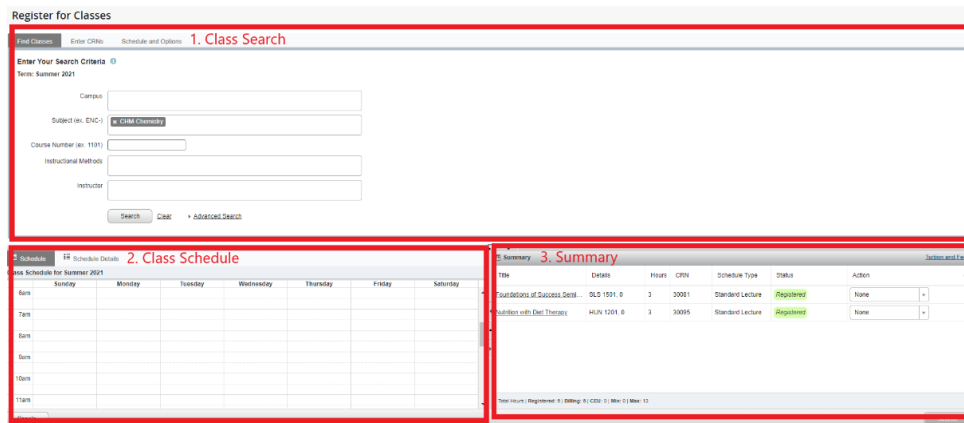 Register for Classes
Find Classes Enter CRNs Schedule and Options 1. Class Search
Enter Your Search Criteria
Term: Summer 2021
Campus
Subject (ex. ENC-) × CHM Chemistry
Course Number (ex. 1101)
Instructional Methods
Instructor
Search Clear Advanced Search
Schedule Schedule Details 2. Class Schedule
Class Schedule for Summer 2021
Sunday Monday Tuesday Wednesday Thursday Friday Saturday
6am
7am
8am
9am
10am
11am
Summary 3. Summary Tuition and Fe
Title Details Hours CRN Schedule Type Status Action
Foundations of Success Semi... SLS 1501, 0 3 30081 Standard Lecture Registered None
Nutrition with Diet Therapy HUN 1201, 0 3 30095 Standard Lecture Registered None
Total Hours | Registered: 6 | Billing: 6 | CEU: 0 | Min: 0 | Max: 13